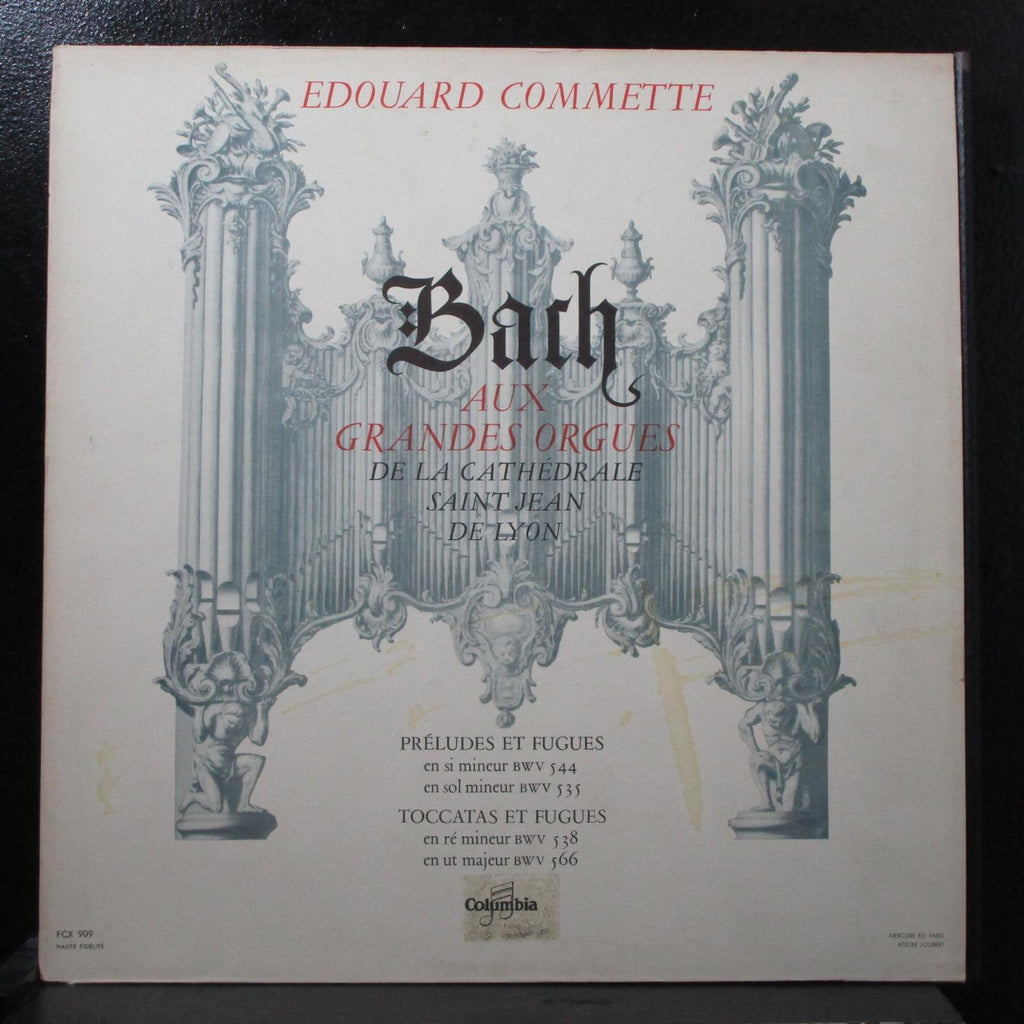 EDOUARD COMMETTE
Bach
AUX
GRANDES ORGUES
DE LA CATHÉDRALE
SAINT JEAN
DE LYON
PRÉLUDES ET FUGUES
en si mineur BWV 544
en sol mineur BWV 535
TOCCATAS ET FUGUES
en ré mineur BWV 538
en ut majeur BWV 566
Columbia
FCX 909
HAUTE FIDÉLITÉ
MERCURE ED. PARIS
ATELIER JOUBERT